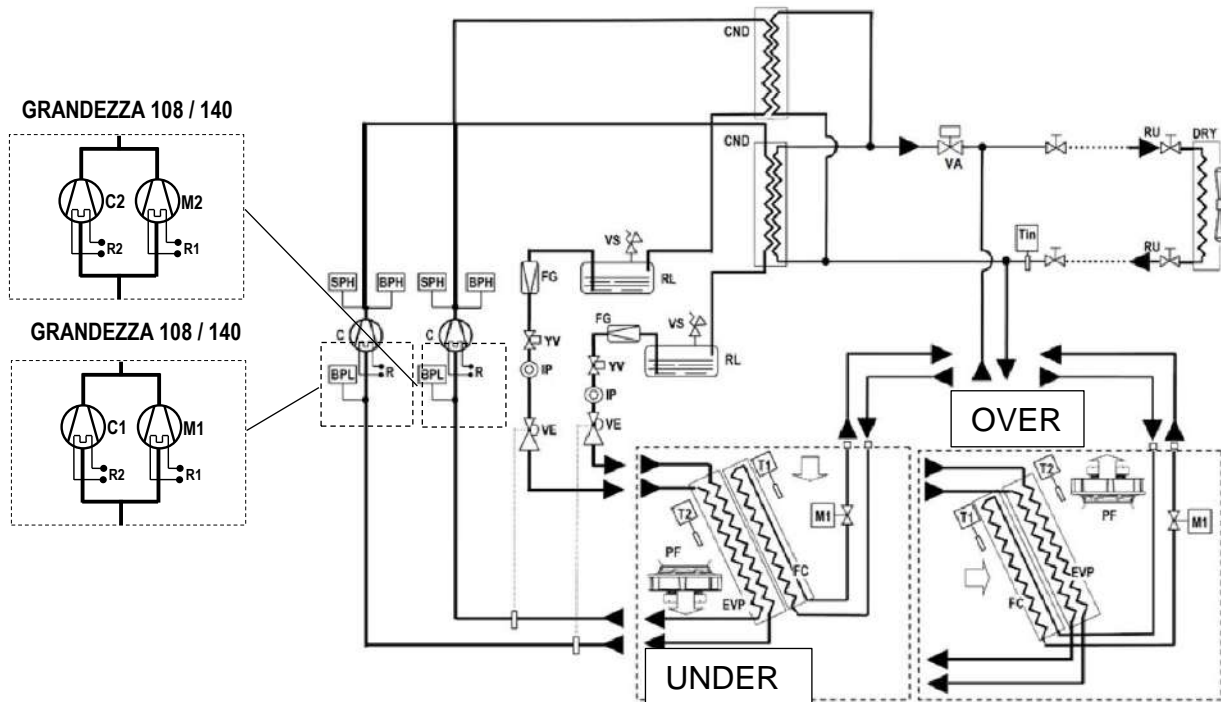 CND
GRANDEZZA 108 / 140
C2
M2
R2
R1
CND
VA
RU
DRY
Tin
RU
VS
FG
RL
SPH
BPH
SPH
BPH
FG
VS
YV
RL
C
C
YV
IP
R
R
BPL
BPL
IP
GRANDEZZA 108 / 140
VE
VE
C1
M1
R2
R1
OVER
T1
T2
M1
PF
FC
EVP
UNDER
T2
PF
T1
M1
EVP
FC